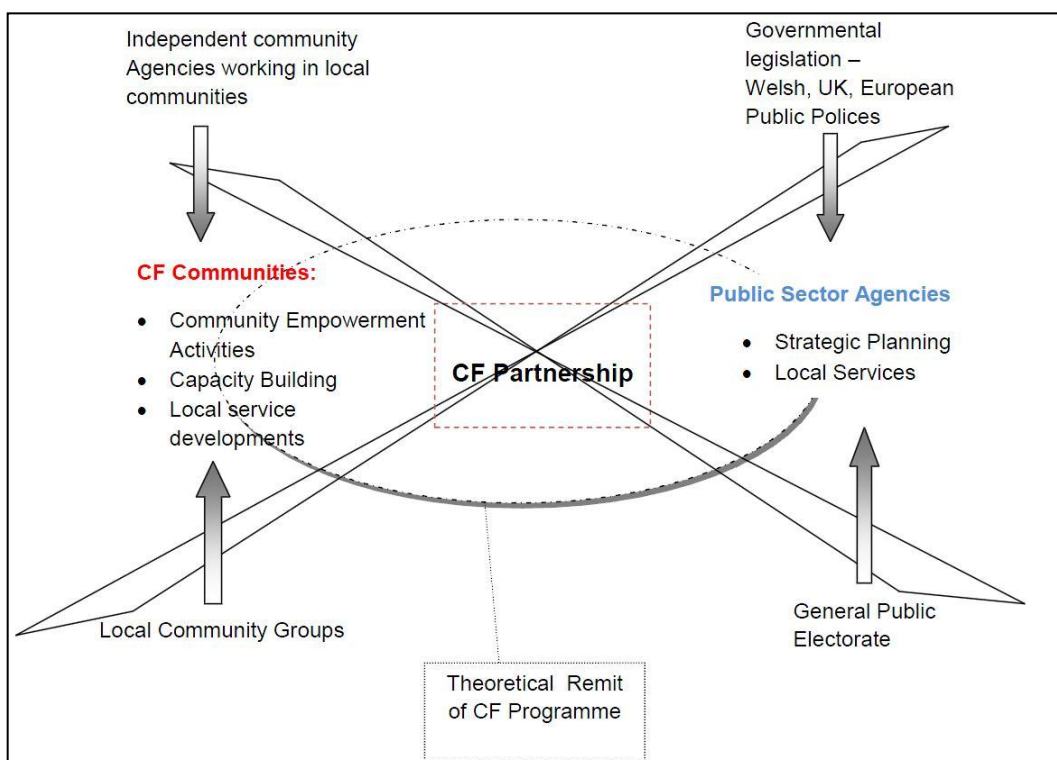 Independent community
Agencies working in local
communities
Governmental
legislation –
Welsh, UK, European
Public Polices
CF Communities:
• Community Empowerment
Activities
• Capacity Building
• Local service
developments
CF Partnership
Public Sector Agencies
• Strategic Planning
• Local Services
Local Community Groups
General Public
Electorate
Theoretical Remit
of CF Programme